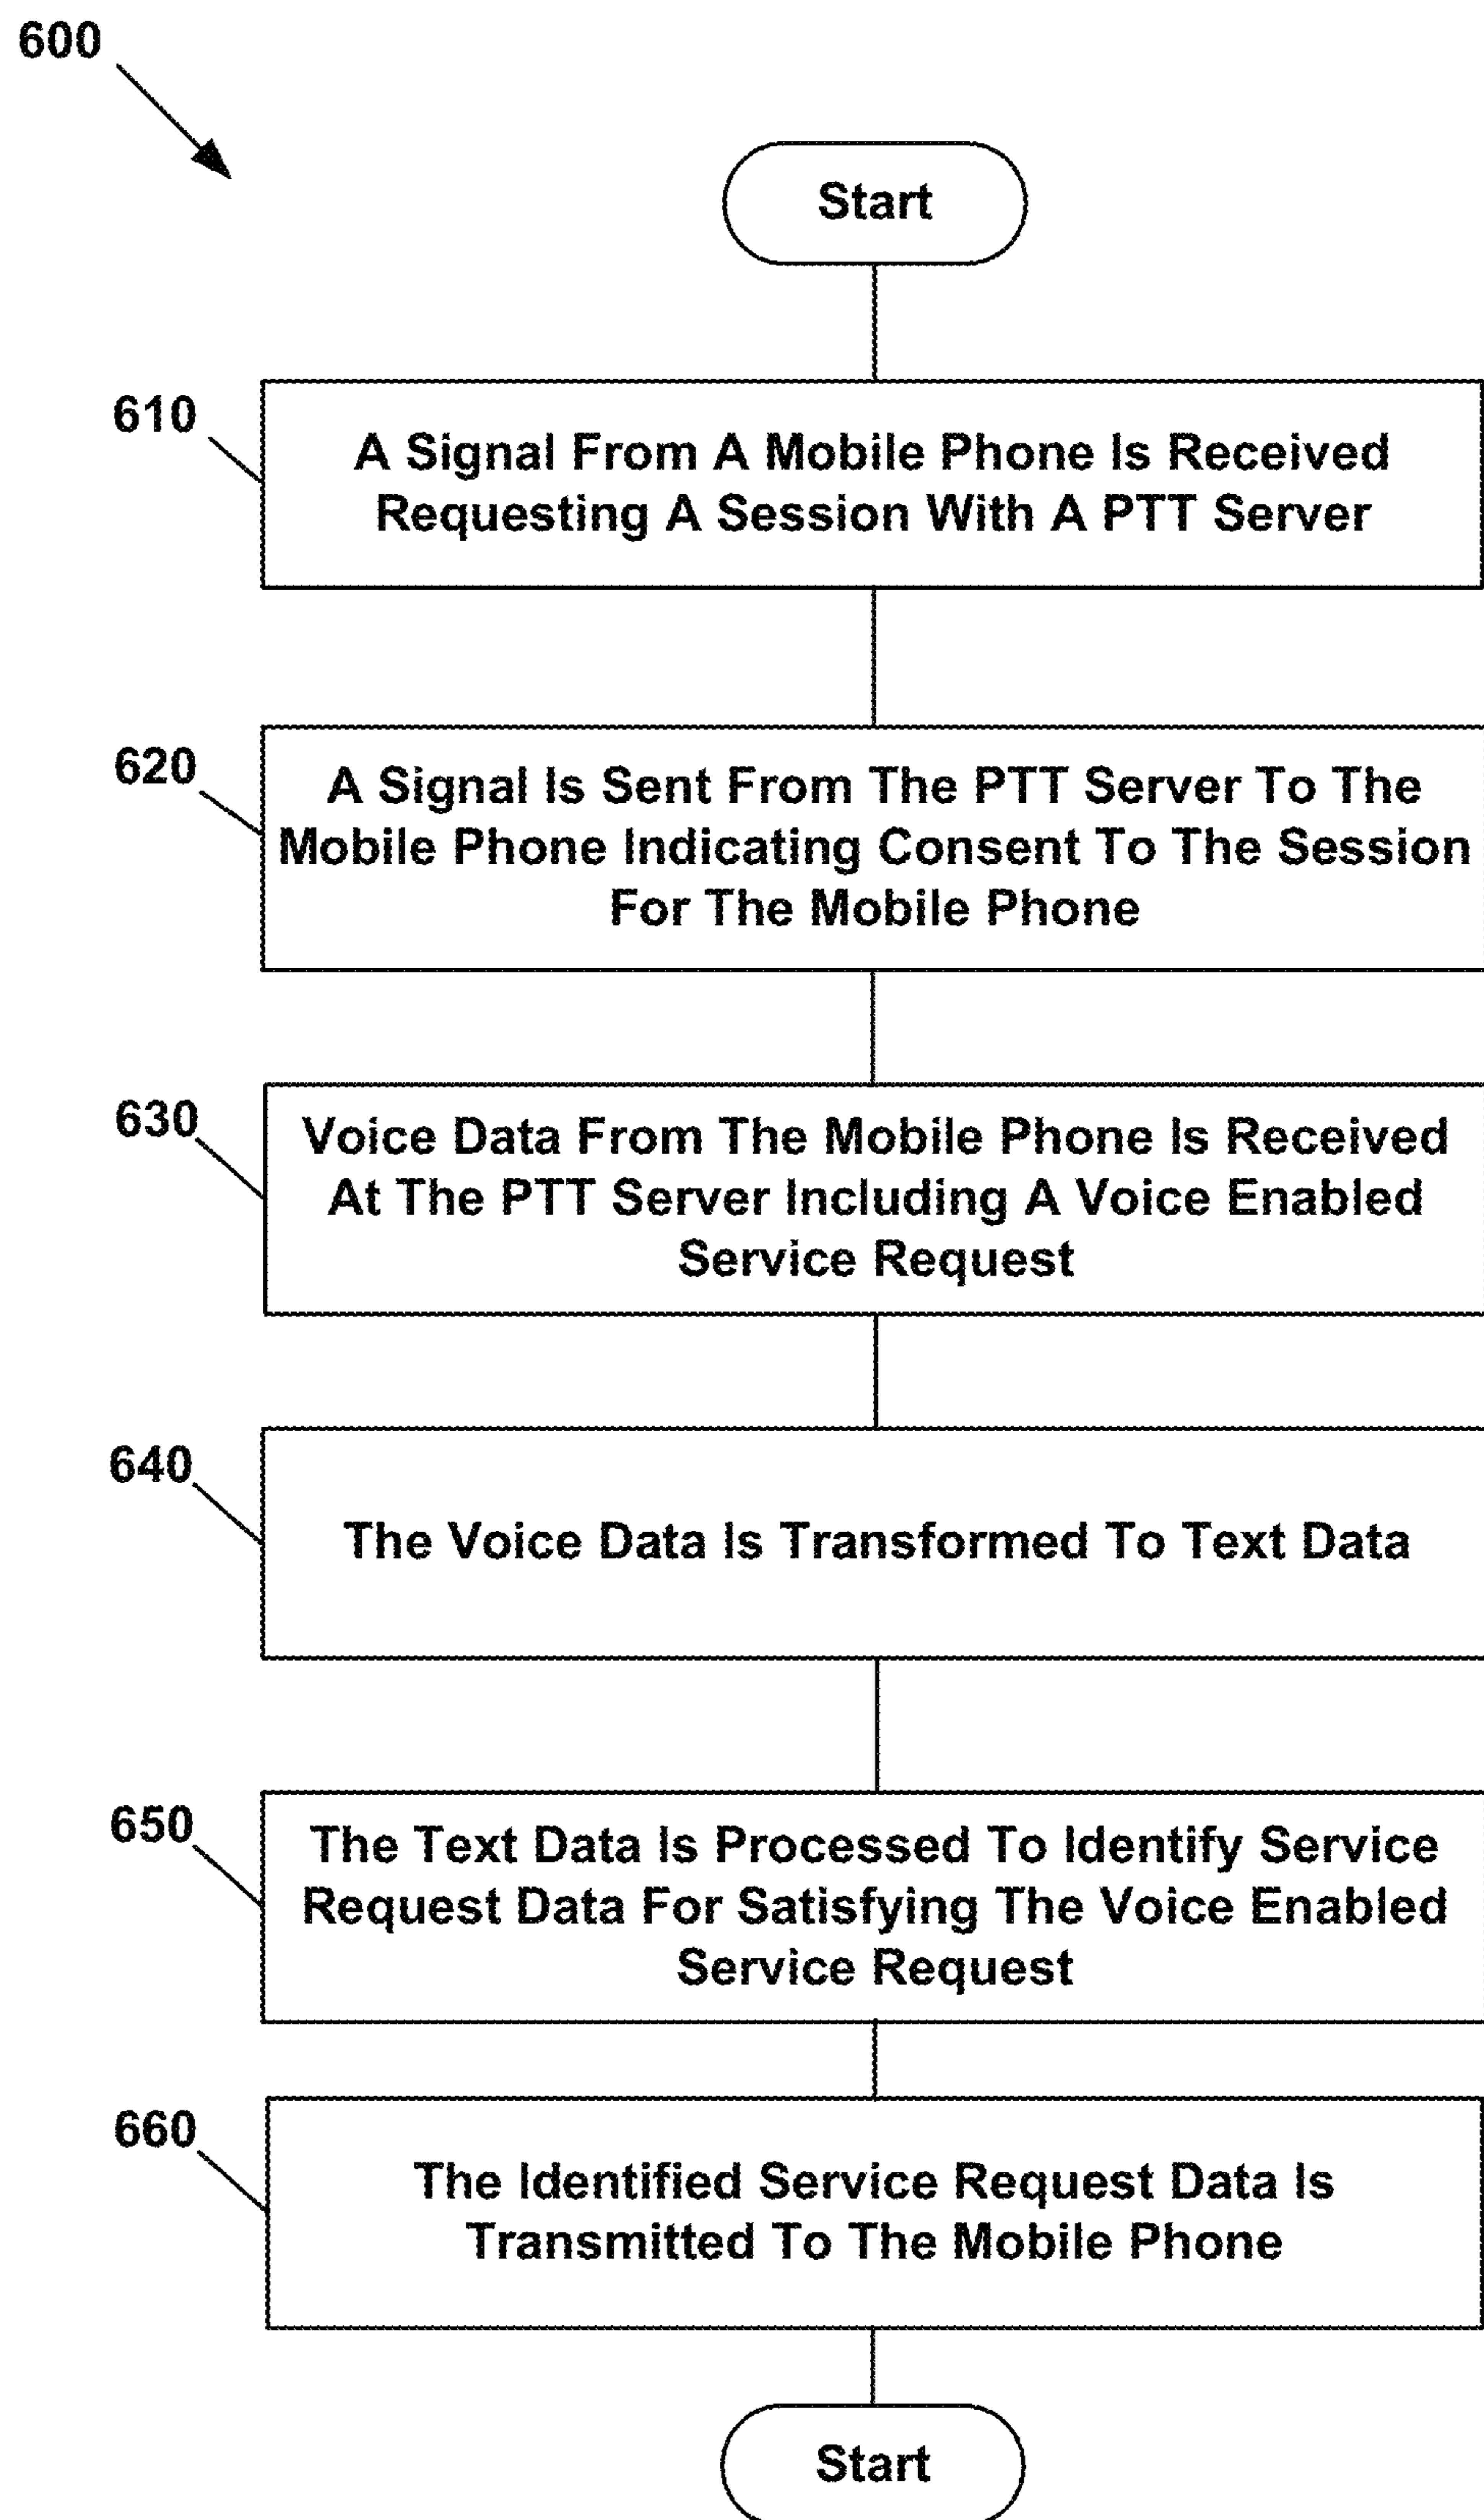 600
Start
610
A Signal From A Mobile Phone Is Received
Requesting A Session With A PTT Server
620
A Signal Is Sent From The PTT Server To The
Mobile Phone Indicating Consent To The Session
For The Mobile Phone
630
Voice Data From The Mobile Phone Is Received
At The PTT Server Including A Voice Enabled
Service Request
640
The Voice Data Is Transformed To Text Data
650
The Text Data Is Processed To Identify Service
Request Data For Satisfying The Voice Enabled
Service Request
660
The Identified Service Request Data Is
Transmitted To The Mobile Phone
Start